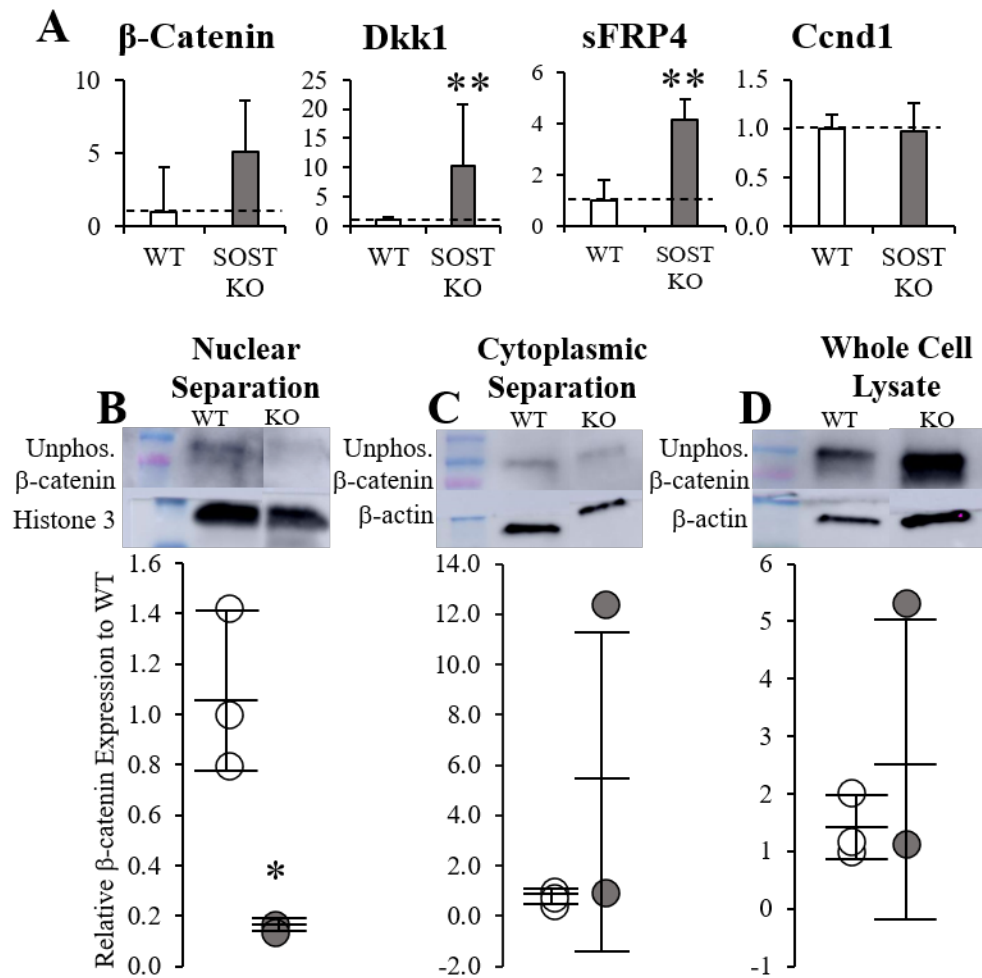 A
β-Catenin
Dkk1
sFRP4
Ccnd1
10
5
0
WT
SOST
KO
25
20
15
10
5
0
**
WT
SOST
KO
6
4
2
0
**
WT
SOST
KO
1.5
1.0
0.5
0.0
WT
SOST
KO
B
Nuclear
Separation
WT KO
Unphos.
β-catenin
Histone 3
Relative β-catenin Expression to WT
1.6
1.4
1.2
1.0
0.8
0.6
0.4
0.2
0.0
*
C
Cytoplasmic
Separation
WT KO
Unphos.
β-catenin
β-actin
14.0
12.0
10.0
8.0
6.0
4.0
2.0
0.0
-2.0
D
Whole Cell
Lysate
WT KO
Unphos.
β-catenin
β-actin
6
5
4
3
2
1
0
-1